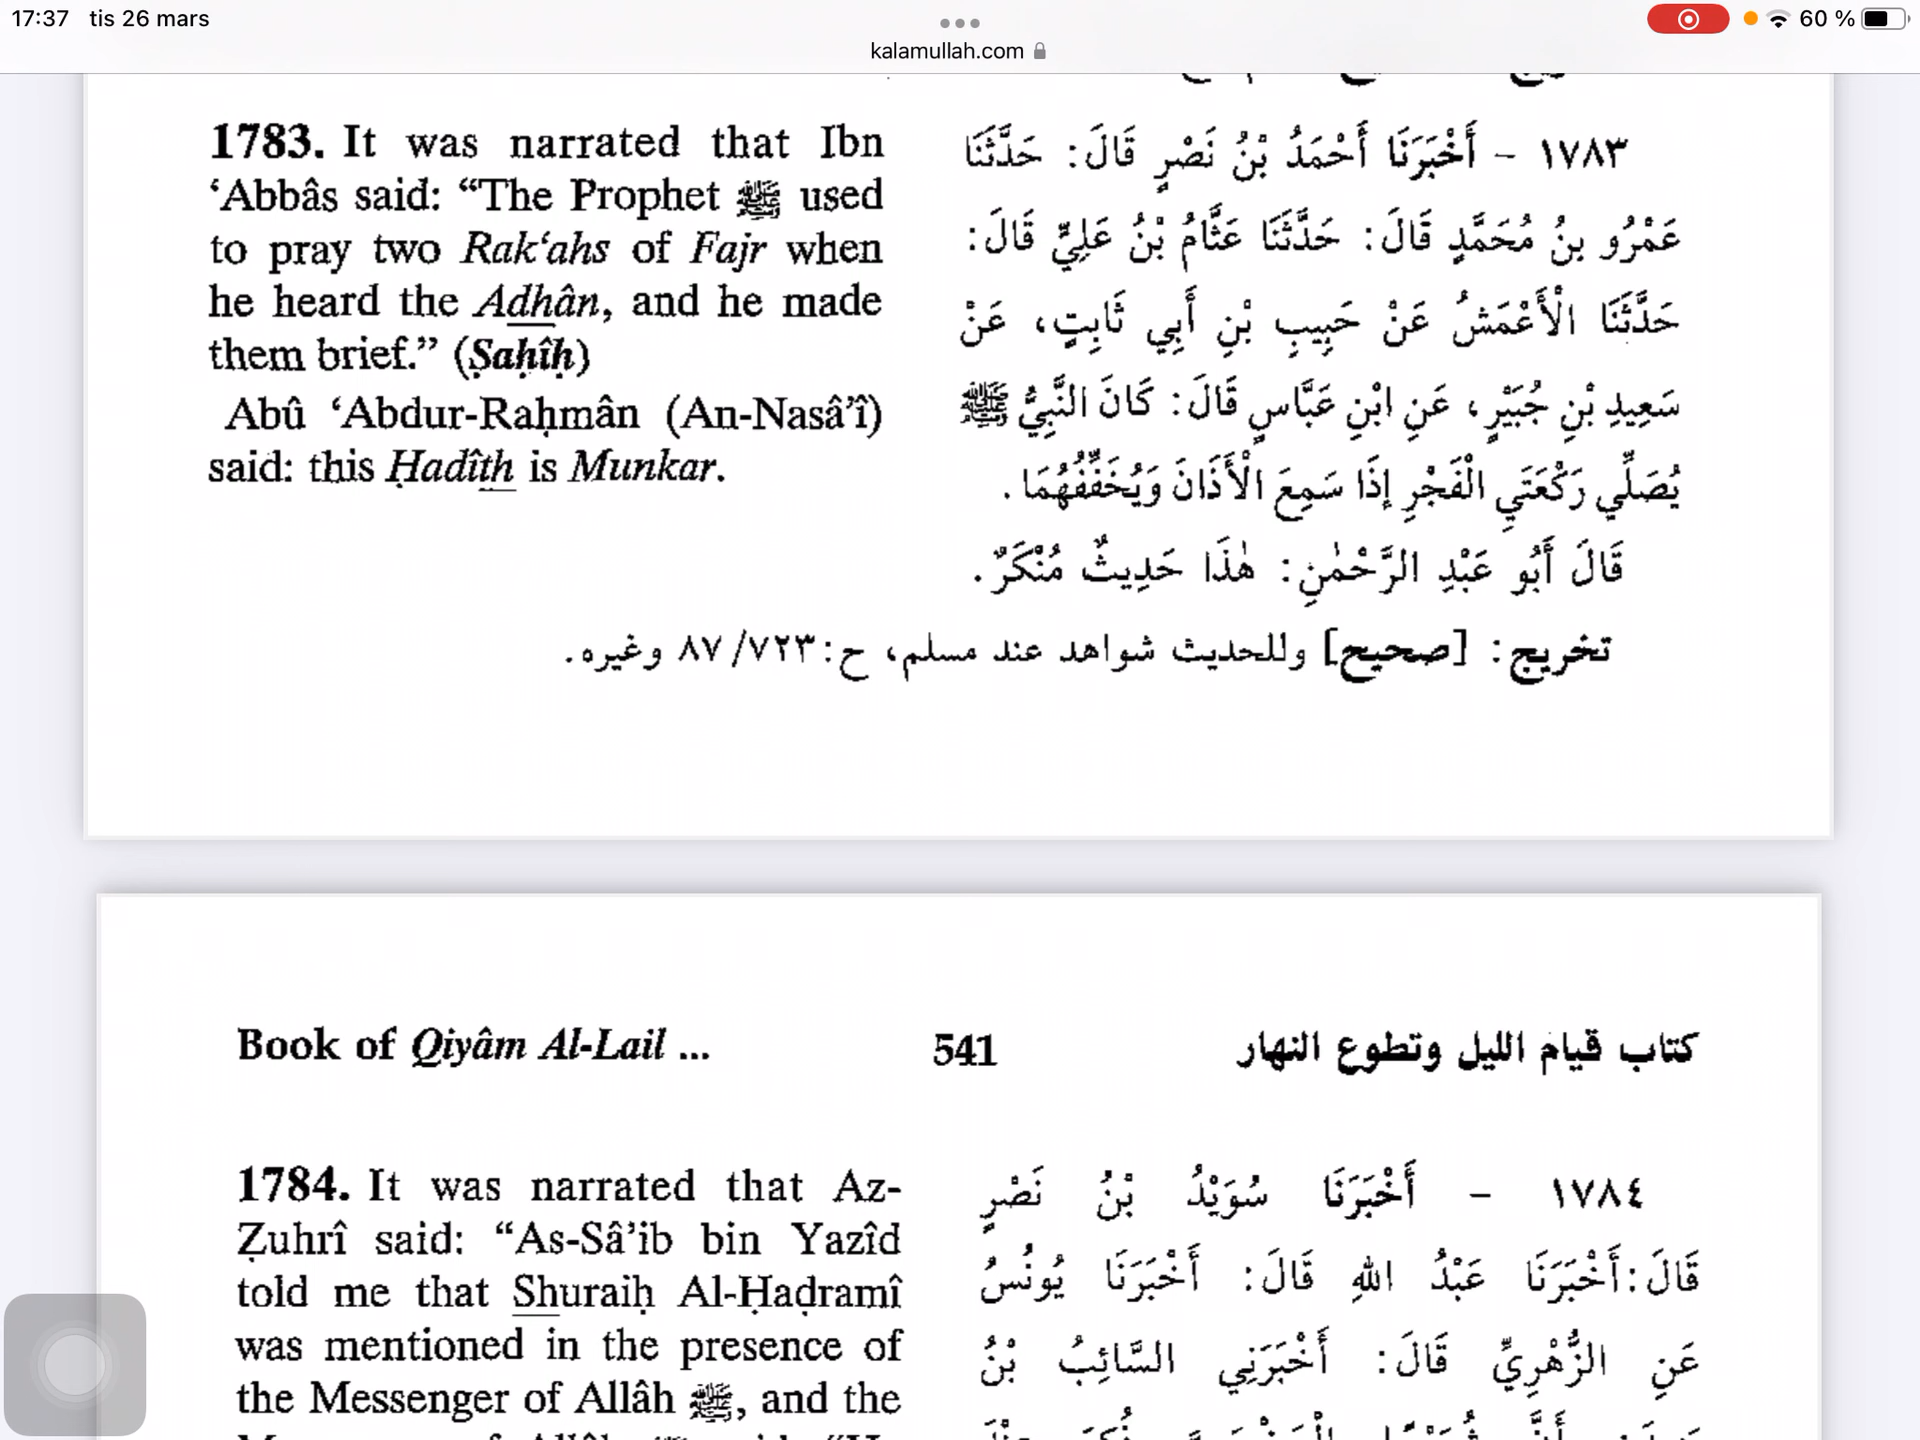 17:37 tis 26 mars
60 %
kalamullah.com
1783. It was narrated that Ibn
‘Abbâs said: “The Prophet ﷺ used
to pray two Rak‘ahs of Fajr when
he heard the Adhân, and he made
them brief.” (Ṣaḥîḥ)
Abû ‘Abdur-Raḥmân (An-Nasâ’î)
said: this Ḥadîth is Munkar.
١٧٨٣ - أَخْبَرَنَا أَحْمَدُ بْنُ نَصْرٍ قَالَ: حَدَّثَنَا
عَمْرُو بنُ مُحَمَّدٍ قَالَ: حَدَّثَنَا عَثَّامُ بْنُ عَلِيٍّ قَالَ:
حَدَّثَنَا الْأَعْمَشُ عَنْ حَبِيبِ بْنِ أَبِي ثَابِتٍ، عَنْ
سَعِيدِ بْنِ جُبَيْرٍ، عَنِ ابْنِ عَبَّاسٍ قَالَ: كَانَ النَّبِيُّ ﷺ
يُصَلِّي رَكْعَتَيِ الْفَجْرِ إِذَا سَمِعَ الْأَذَانَ وَيُخَفِّفُهُمَا.
قَالَ أَبُو عَبْدِ الرَّحْمٰنِ: هٰذَا حَدِيثٌ مُنْكَرٌ.
تخريج: [صحيح] وللحديث شواهد عند مسلم، ح: ٨٧/٧٢٣ وغيره.
Book of Qiyâm Al-Lail ...
541
كتاب قيام الليل وتطوع النهار
1784. It was narrated that Az-
Ẓuhrî said: “As-Sâ’ib bin Yazîd
told me that Shuraiḥ Al-Ḥaḍramî
was mentioned in the presence of
the Messenger of Allâh ﷺ, and the
١٧٨٤ - أَخْبَرَنَا سُوَيْدُ بْنُ نَصْرٍ
قَالَ: أَخْبَرَنَا عَبْدُ اللهِ قَالَ: أَخْبَرَنَا يُونُسُ
عَنِ الزُّهْرِيِّ قَالَ: أَخْبَرَنِي السَّائِبُ بْنُ